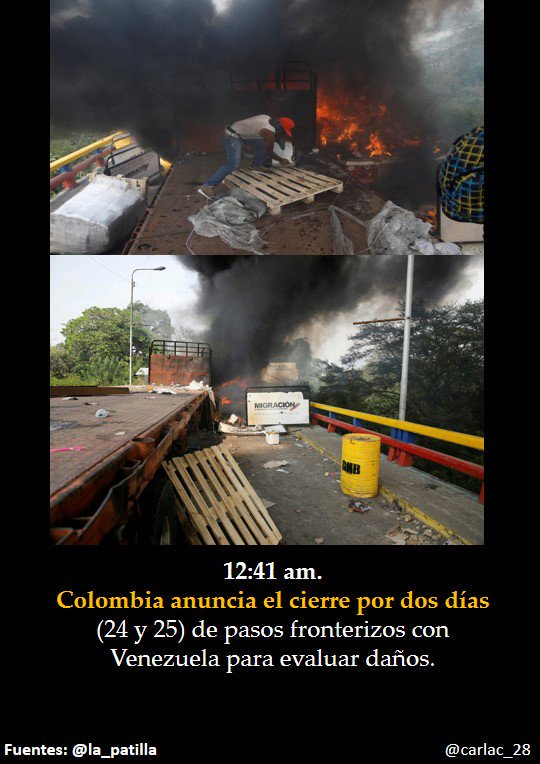 MIGRACIÓN
GNB
12:41 am.
Colombia anuncia el cierre por dos días
(24 y 25) de pasos fronterizos con
Venezuela para evaluar daños.
Fuentes: @la_patilla
@carlac_28